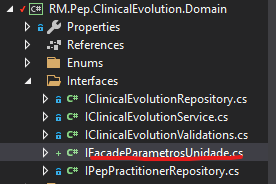 RM.Pep.ClinicalEvolution.Domain
Properties
References
Enums
Interfaces
C# IClinicalEvolutionRepository.cs
C# IClinicalEvolutionService.cs
C# IClinicalEvolutionValidations.cs
+ C# IFacadeParametrosUnidade.cs
C# IPepPractitionerRepository.cs